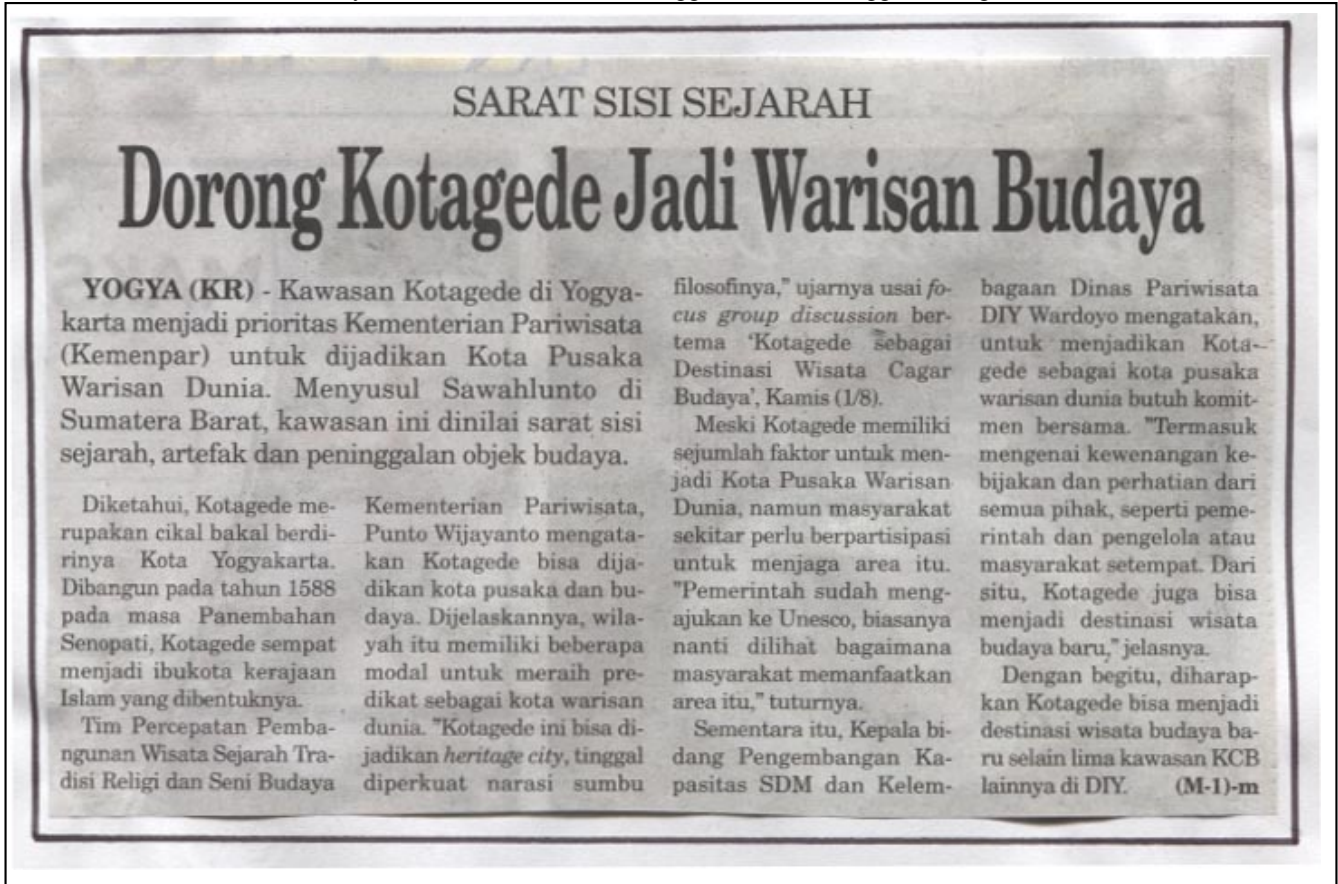 SARAT SISI SEJARAH
Dorong Kotagede Jadi Warisan Budaya
YOGYA (KR) - Kawasan Kotagede di Yogya-
karta menjadi prioritas Kementerian Pariwisata
(Kemenpar) untuk dijadikan Kota Pusaka
Warisan Dunia. Menyusul Sawahlunto di
Sumatera Barat, kawasan ini dinilai sarat sisi
sejarah, artefak dan peninggalan objek budaya.
Diketahui, Kotagede me-
rupakan cikal bakal berdi-
rinya Kota Yogyakarta.
Dibangun pada tahun 1588
pada masa Panembahan
Senopati, Kotagede sempat
menjadi ibukota kerajaan
Islam yang dibentuknya.
Tim Percepatan Pemba-
ngunan Wisata Sejarah Tra-
disi Religi dan Seni Budaya
Kementerian Pariwisata,
Punto Wijayanto mengata-
kan Kotagede bisa dija-
dikan kota pusaka dan bu-
daya. Dijelaskannya, wila-
yah itu memiliki beberapa
modal untuk meraih pre-
dikat sebagai kota warisan
dunia. "Kotagede ini bisa di-
jadikan heritage city, tinggal
diperkuat narasi sumbu
filosofinya," ujarnya usai fo-
cus group discussion ber-
tema 'Kotagede sebagai
Destinasi Wisata Cagar
Budaya', Kamis (1/8).
Meski Kotagede memiliki
sejumlah faktor untuk men-
jadi Kota Pusaka Warisan
Dunia, namun masyarakat
sekitar perlu berpartisipasi
untuk menjaga area itu.
"Pemerintah sudah meng-
ajukan ke Unesco, biasanya
nanti dilihat bagaimana
masyarakat memanfaatkan
area itu," tuturnya.
Sementara itu, Kepala bi-
dang Pengembangan Ka-
pasitas SDM dan Kelem-
bagaan Dinas Pariwisata
DIY Wardoyo mengatakan,
untuk menjadikan Kota-
gede sebagai kota pusaka
warisan dunia butuh komit-
men bersama. "Termasuk
mengenai kewenangan ke-
bijakan dan perhatian dari
semua pihak, seperti peme-
rintah dan pengelola atau
masyarakat setempat. Dari
situ, Kotagede juga bisa
menjadi destinasi wisata
budaya baru," jelasnya.
Dengan begitu, diharap-
kan Kotagede bisa menjadi
destinasi wisata budaya ba-
ru selain lima kawasan KCB
lainnya di DIY. (M-1)-m